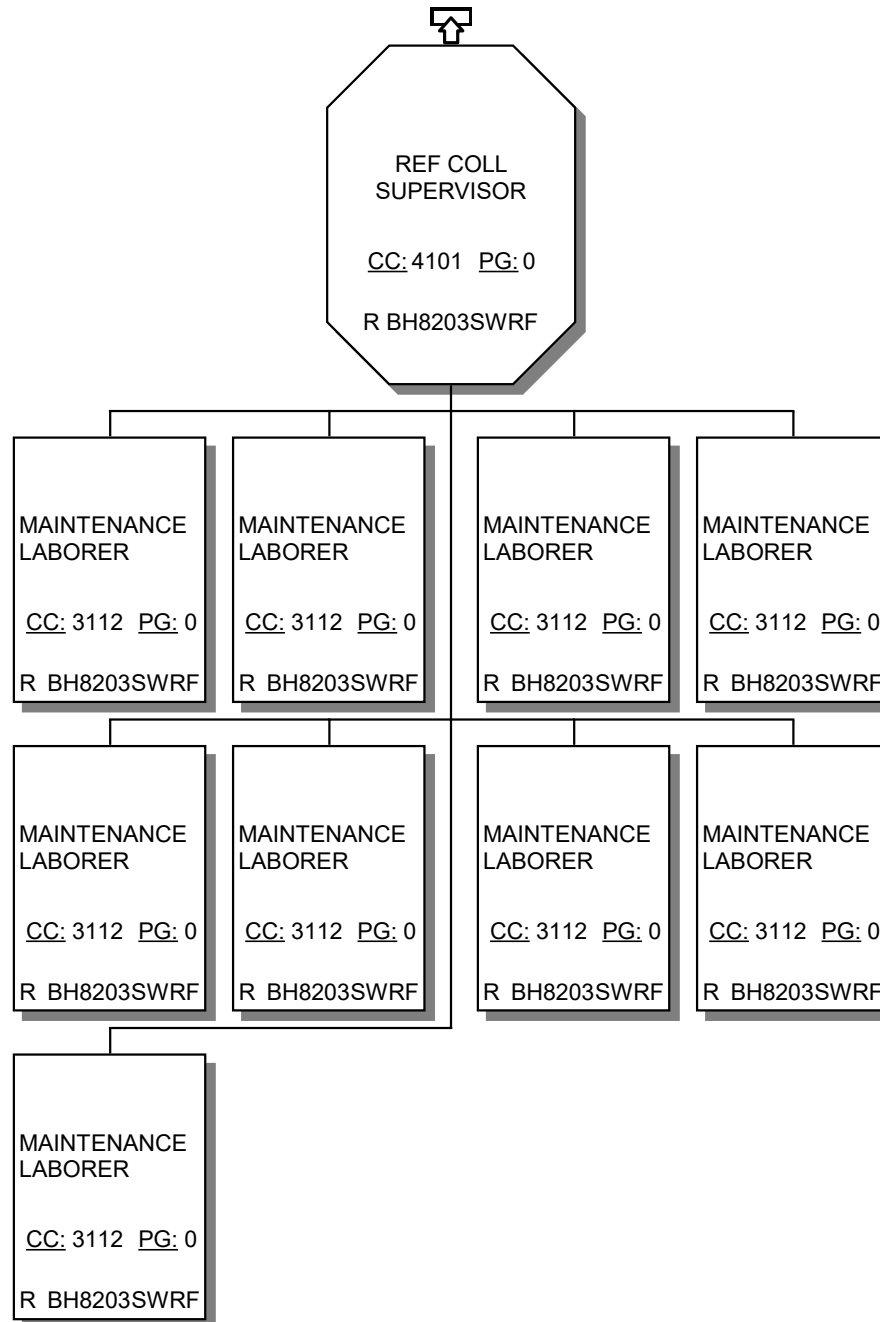 REF COLL
SUPERVISOR
CC: 4101 PG: 0
R BH8203SWRF
MAINTENANCE
LABORER
CC: 3112 PG: 0
R BH8203SWRF
MAINTENANCE
LABORER
CC: 3112 PG: 0
R BH8203SWRF
MAINTENANCE
LABORER
CC: 3112 PG: 0
R BH8203SWRF
MAINTENANCE
LABORER
CC: 3112 PG: 0
R BH8203SWRF
MAINTENANCE
LABORER
CC: 3112 PG: 0
R BH8203SWRF
MAINTENANCE
LABORER
CC: 3112 PG: 0
R BH8203SWRF
MAINTENANCE
LABORER
CC: 3112 PG: 0
R BH8203SWRF
MAINTENANCE
LABORER
CC: 3112 PG: 0
R BH8203SWRF
MAINTENANCE
LABORER
CC: 3112 PG: 0
R BH8203SWRF